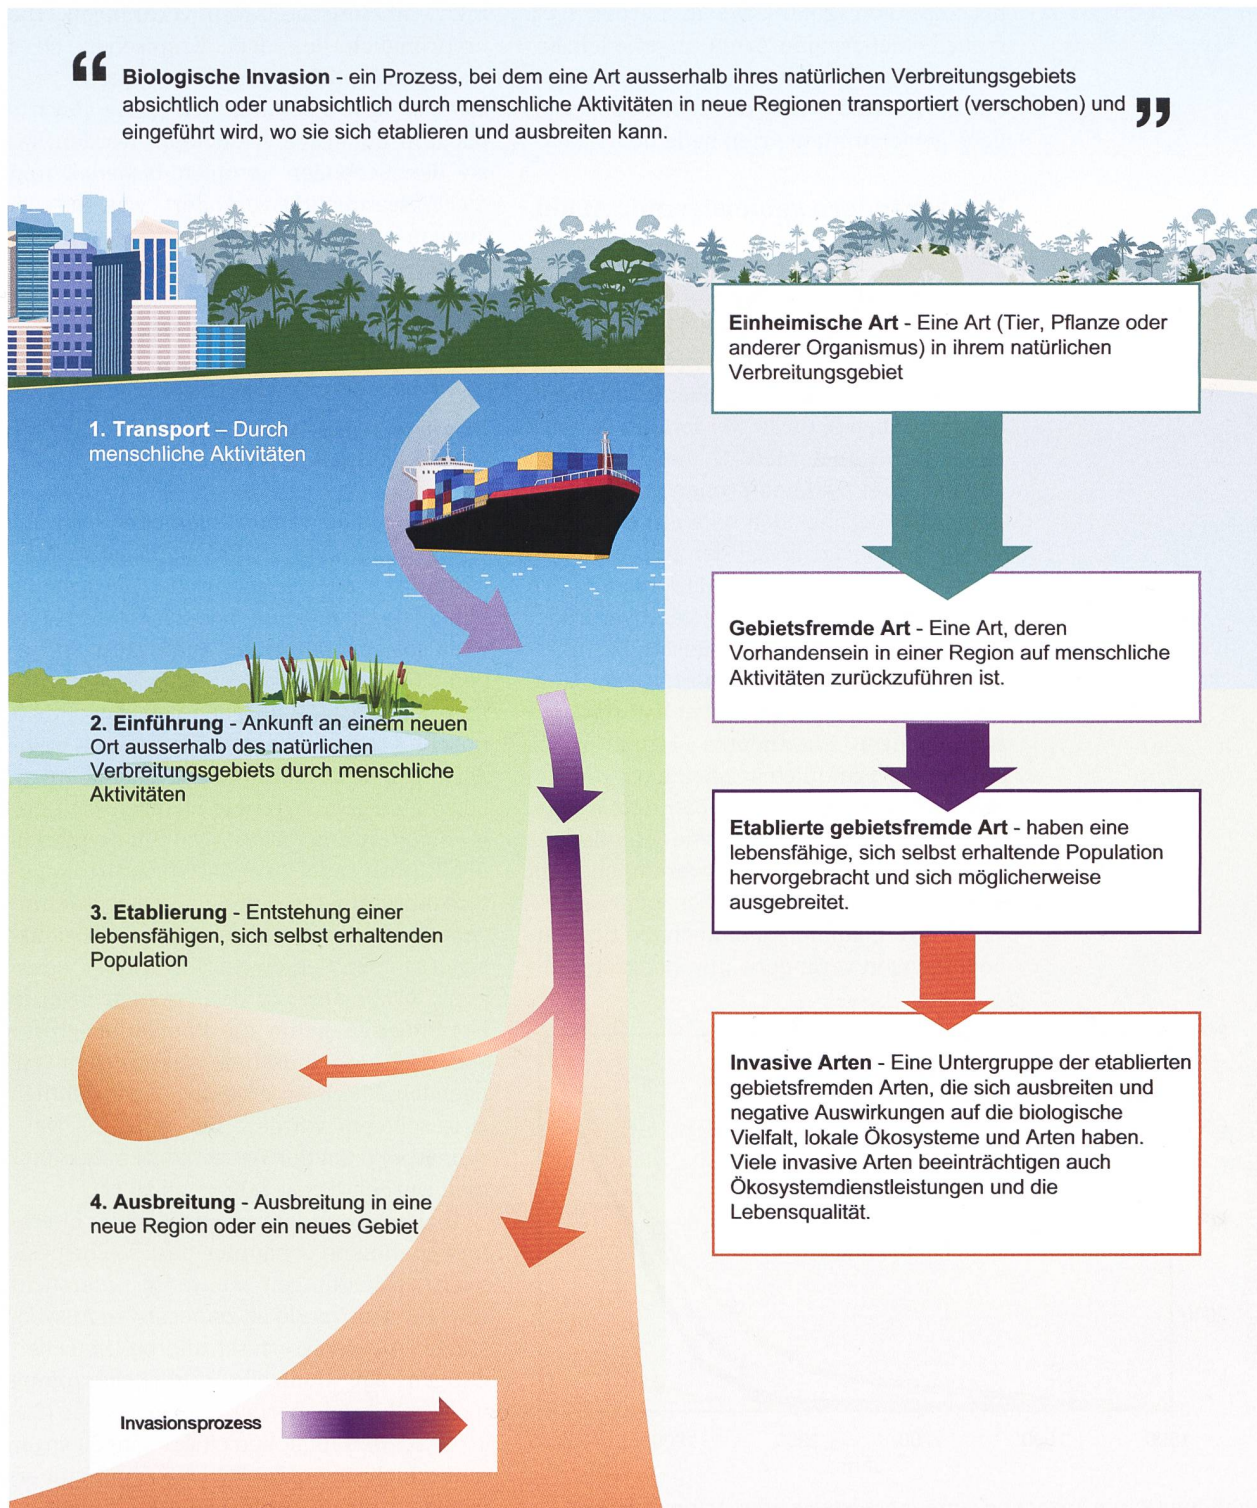 “
Biologische Invasion - ein Prozess, bei dem eine Art ausserhalb ihres natürlichen Verbreitungsgebiets
absichtlich oder unabsichtlich durch menschliche Aktivitäten in neue Regionen transportiert (verschoben) und
eingeführt wird, wo sie sich etablieren und ausbreiten kann.
”
1. Transport – Durch
menschliche Aktivitäten
2. Einführung - Ankunft an einem neuen
Ort ausserhalb des natürlichen
Verbreitungsgebiets durch menschliche
Aktivitäten
3. Etablierung - Entstehung einer
lebensfähigen, sich selbst erhaltenden
Population
4. Ausbreitung - Ausbreitung in eine
neue Region oder ein neues Gebiet
Invasionsprozess
Einheimische Art - Eine Art (Tier, Pflanze oder
anderer Organismus) in ihrem natürlichen
Verbreitungsgebiet
Gebietsfremde Art - Eine Art, deren
Vorhandensein in einer Region auf menschliche
Aktivitäten zurückzuführen ist.
Etablierte gebietsfremde Art - haben eine
lebensfähige, sich selbst erhaltende Population
hervorgebracht und sich möglicherweise
ausgebreitet.
Invasive Arten - Eine Untergruppe der etablierten
gebietsfremden Arten, die sich ausbreiten und
negative Auswirkungen auf die biologische
Vielfalt, lokale Ökosysteme und Arten haben.
Viele invasive Arten beeinträchtigen auch
Ökosystemdienstleistungen und die
Lebensqualität.